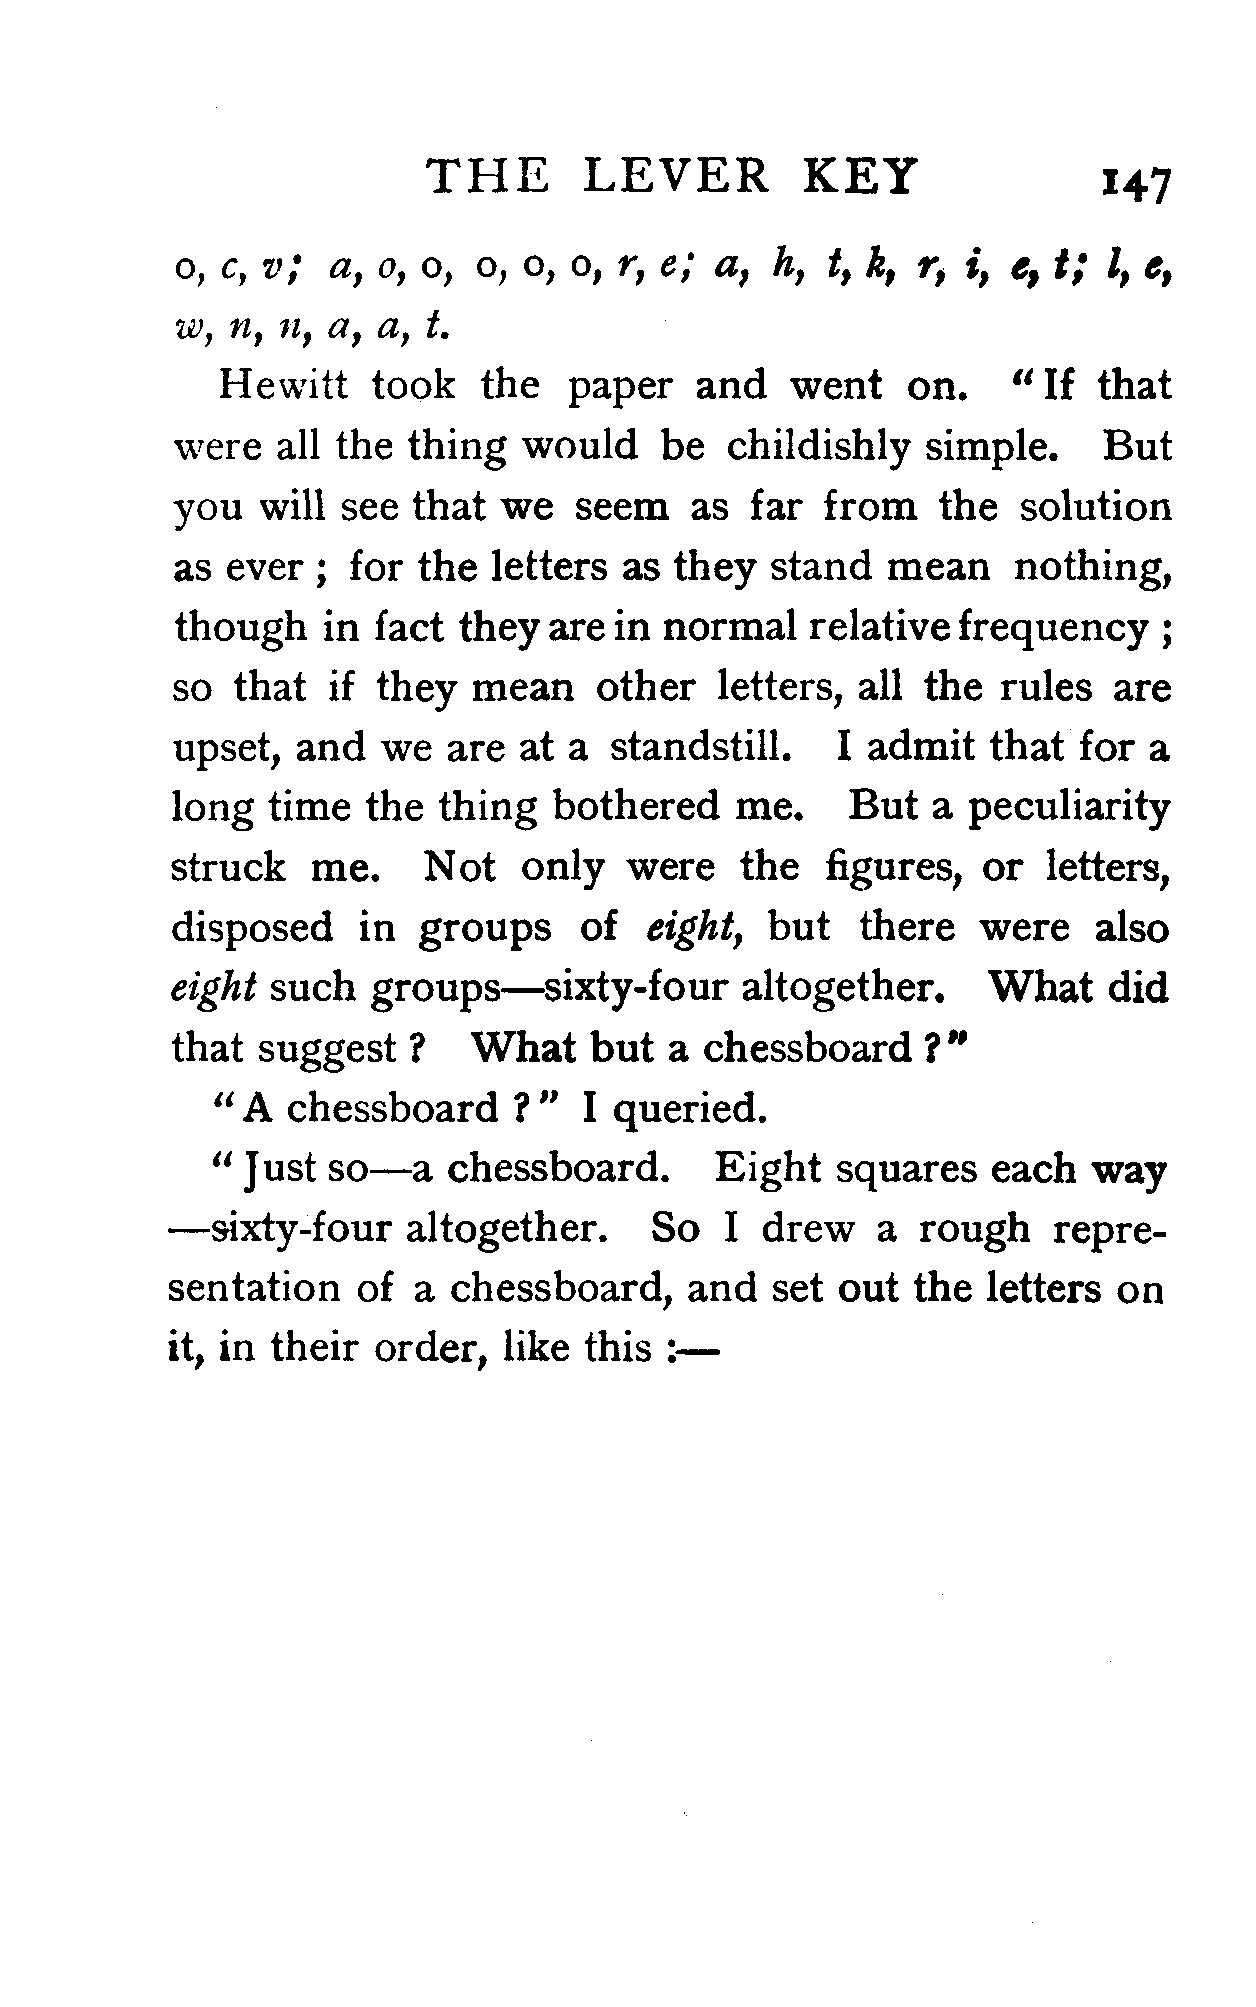 THE LEVER KEY 147
o, c, v; a, o, o, o, o, o, r, e; a, h, t, k, r, i, e, t; l, e,
w, n, n, a, a, t.
Hewitt took the paper and went on. “If that
were all the thing would be childishly simple. But
you will see that we seem as far from the solution
as ever ; for the letters as they stand mean nothing,
though in fact they are in normal relative frequency ;
so that if they mean other letters, all the rules are
upset, and we are at a standstill. I admit that for a
long time the thing bothered me. But a peculiarity
struck me. Not only were the figures, or letters,
disposed in groups of eight, but there were also
eight such groups—sixty-four altogether. What did
that suggest ? What but a chessboard ?”
“A chessboard ?” I queried.
“Just so—a chessboard. Eight squares each way
—sixty-four altogether. So I drew a rough repre-
sentation of a chessboard, and set out the letters on
it, in their order, like this :—